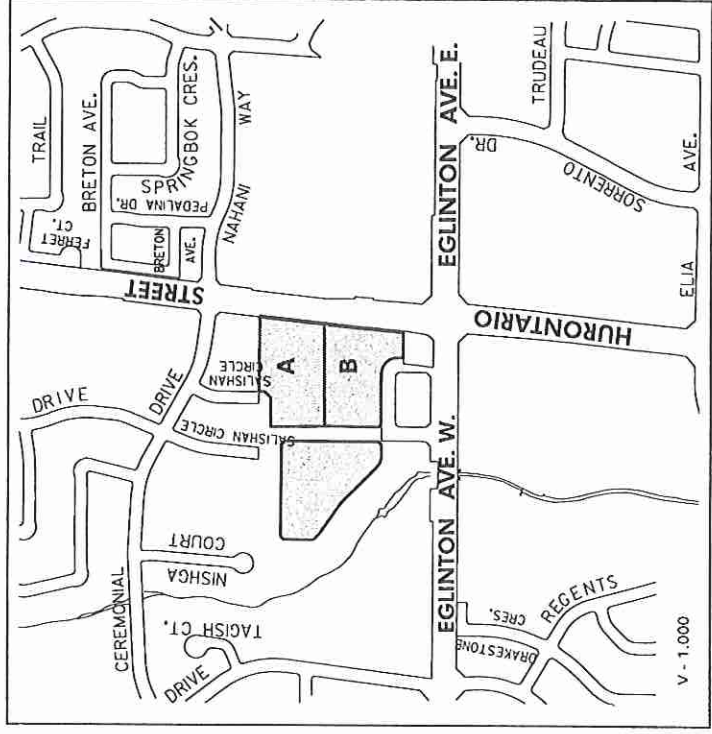 TRAIL
BRETON AVE.
SPRINGBOK CRES.
PEDALINA DR.
FERRET
CT.
BRETON
AVE.
NAHANI WAY
STREET
DRIVE
DRIVE
SALISHAN
CIRCLE
SALISHAN CIRCLE
A
B
CEREMONIAL
NISHGA
COURT
TAGISH CT.
DRIVE
EGLINTON AVE. W.
EGLINTON AVE. E.
HURONTARIO
TRUDEAU
SORRENTO
DR.
ELIA AVE.
DRAKESTONE
CRES.
REGENTS
V - 1.000